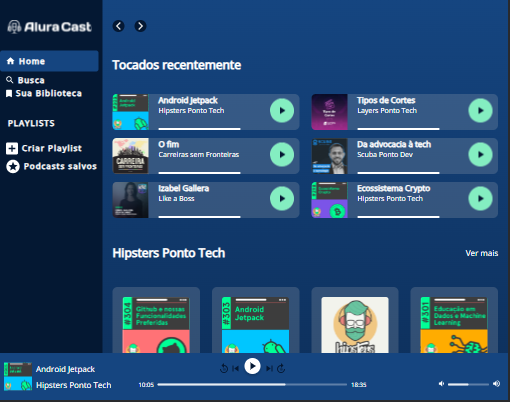 Alura Cast
Home
Busca
Sua Biblioteca
PLAYLISTS
Criar Playlist
Podcasts salvos
Tocados recentemente
Android Jetpack
Hipsters Ponto Tech
Tipos de Cortes
Layers Ponto Tech
O fim
Carreiras sem Fronteiras
Da advocacia à tech
Scuba Ponto Dev
Izabel Gallera
Like a Boss
Ecossistema Crypto
Hipsters Ponto Tech
Hipsters Ponto Tech
Ver mais
#304
Github e nossas
Funcionalidades
Preferidas
#303
Android
Jetpack
#301
Educação em
Dados e Machine
Learning
Android Jetpack
Hipsters Ponto Tech
10:05
18:35